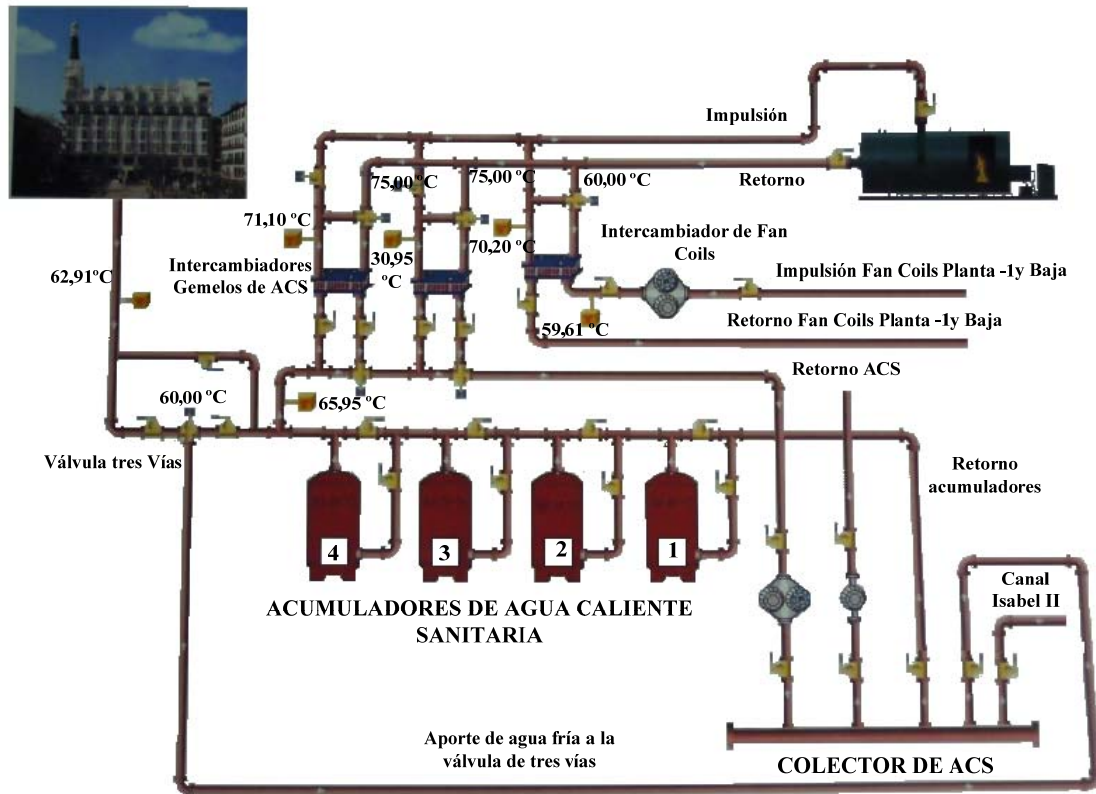 Impulsión
Retorno
75,00 ºC
75,00 ºC
60,00 ºC
71,10 ºC
30,95
ºC
70,20 ºC
Intercambiador de Fan
Coils
62,91ºC
Intercambiadores
Gemelos de ACS
Impulsión Fan Coils Planta -1y Baja
59,61 ºC
Retorno Fan Coils Planta -1y Baja
Retorno ACS
60,00 ºC
65,95 ºC
Válvula tres Vías
Retorno
acumuladores
4
3
2
1
ACUMULADORES DE AGUA CALIENTE
SANITARIA
Canal
Isabel II
Aporte de agua fría a la
válvula de tres vías
COLECTOR DE ACS